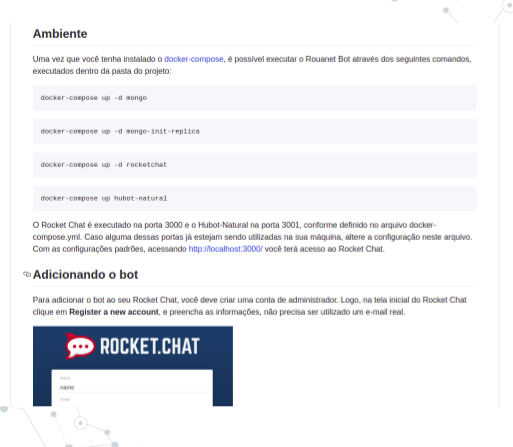 Ambiente
Uma vez que você tenha instalado o docker-compose, é possível executar o Rouanet Bot através dos seguintes comandos,
executados dentro da pasta do projeto:
docker-compose up -d mongo
docker-compose up -d mongo-init-replica
docker-compose up -d rocketchat
docker-compose up hubot-natural
O Rocket Chat é executado na porta 3000 e o Hubot-Natural na porta 3001, conforme definido no arquivo docker-
compose.yml. Caso alguma dessas portas já estejam sendo utilizadas na sua máquina, altere a configuração neste arquivo.
Com as configurações padrões, acessando http://localhost:3000/ você terá acesso ao Rocket Chat.
Adicionando o bot
Para adicionar o bot ao seu Rocket Chat, você deve criar uma conta de administrador. Logo, na tela inicial do Rocket Chat
clique em Register a new account, e preencha as informações, não precisa ser utilizado um e-mail real.
ROCKET.CHAT
Name
name
Email